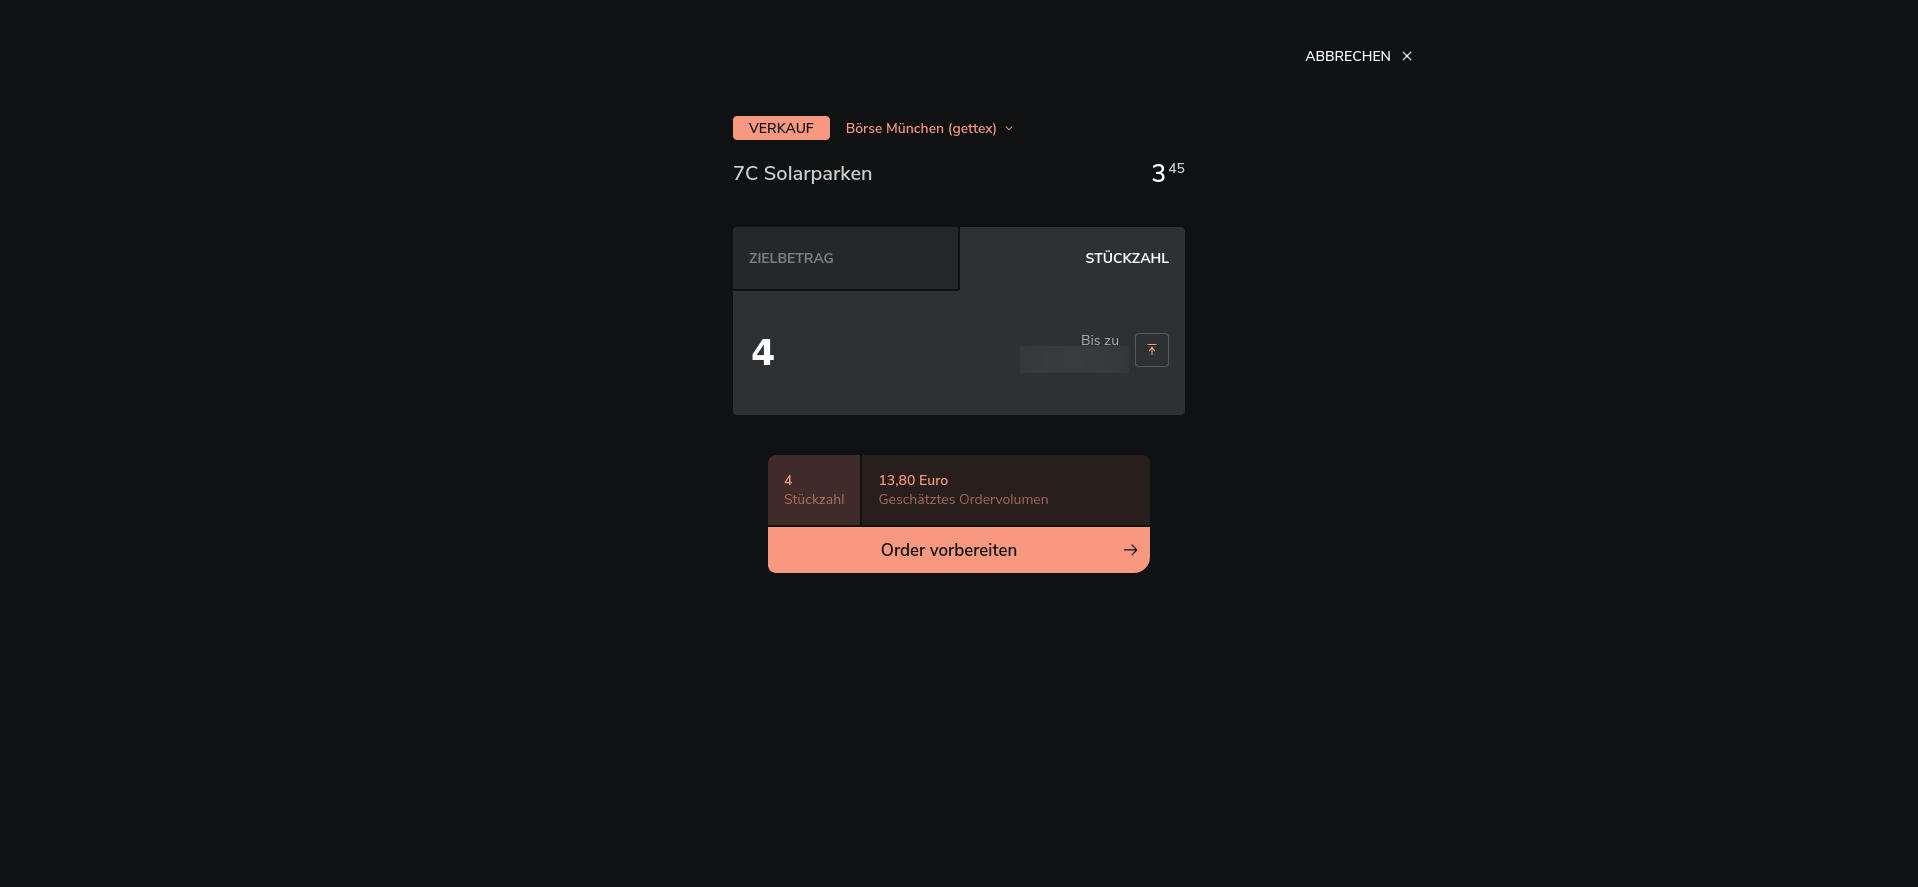 ABBRECHEN
VERKAUF Börse München (gettex)
7C Solarparken 3 45
ZIELBETRAG STÜCKZAHL
4 Bis zu
4
Stückzahl
13,80 Euro
Geschätztes Ordervolumen
Order vorbereiten